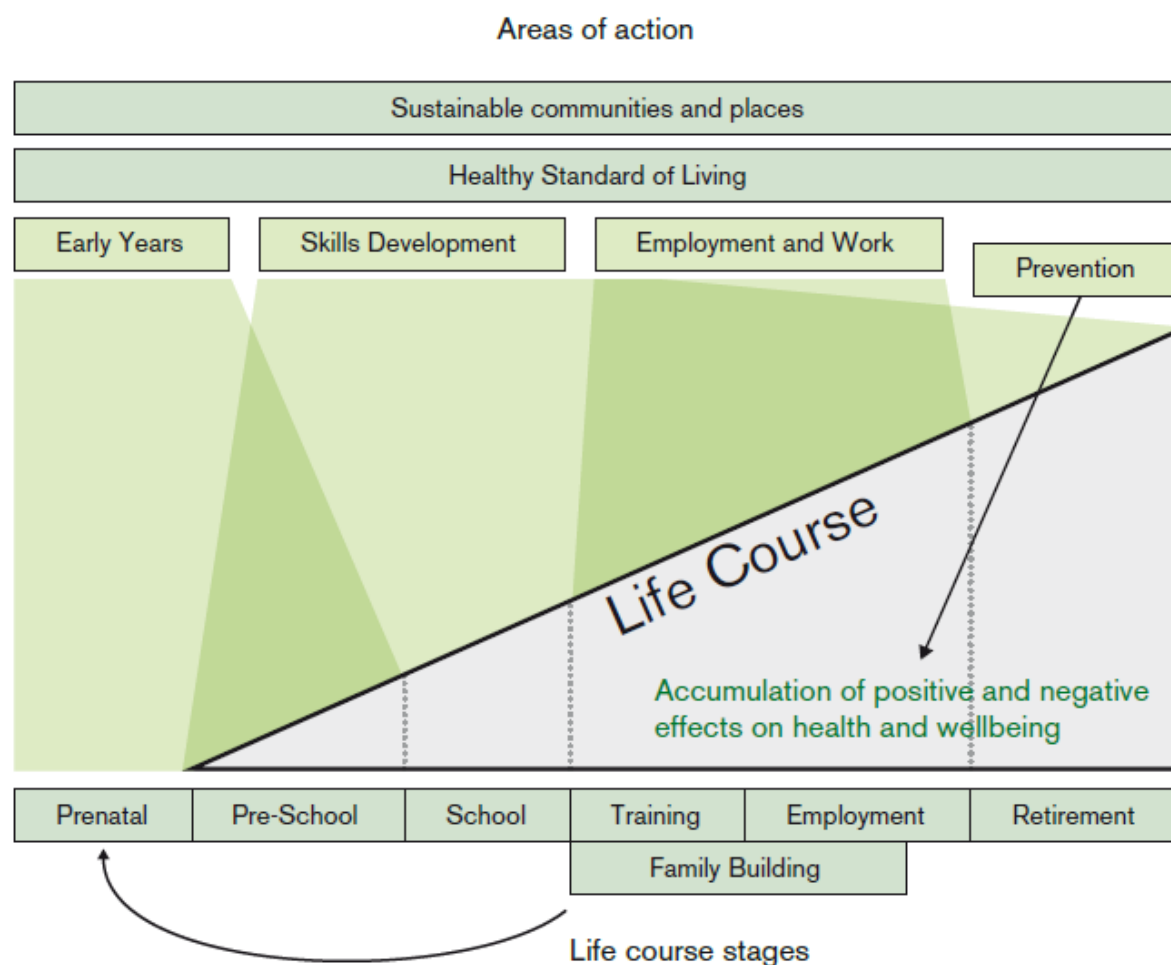 Areas of action
Sustainable communities and places
Healthy Standard of Living
Early Years
Skills Development
Employment and Work
Prevention
Life Course
Accumulation of positive and negative
effects on health and wellbeing
Prenatal
Pre-School
School
Training
Employment
Retirement
Family Building
Life course stages